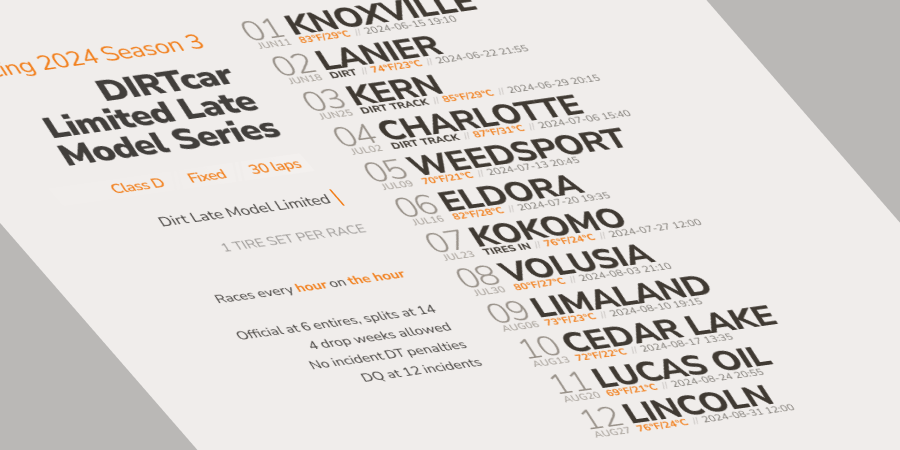 2024 Season 3
DIRTcar
Limited Late
Model Series
Class D Fixed 30 laps
Dirt Late Model Limited
1 TIRE SET PER RACE
Races every hour on the hour
Official at 6 entires, splits at 14
4 drop weeks allowed
No incident DT penalties
DQ at 12 incidents
01 KNOXVILLE
JUN11 83°F/29°C // 2024-06-15 19:10
02 LANIER
JUN18 DIRT // 74°F/23°C // 2024-06-22 21:55
03 KERN
JUN25 DIRT TRACK // 85°F/29°C // 2024-06-29 20:15
04 CHARLOTTE
JUL02 DIRT TRACK // 87°F/31°C // 2024-07-06 15:40
05 WEEDSPORT
JUL09 70°F/21°C // 2024-07-13 20:45
06 ELDORA
JUL16 82°F/28°C // 2024-07-20 19:35
07 KOKOMO
JUL23 TIRES IN // 76°F/24°C // 2024-07-27 12:00
08 VOLUSIA
JUL30 80°F/27°C // 2024-08-03 21:10
09 LIMALAND
AUG06 73°F/23°C // 2024-08-10 19:15
10 CEDAR LAKE
AUG13 72°F/22°C // 2024-08-17 13:35
11 LUCAS OIL
AUG20 69°F/21°C // 2024-08-24 20:55
12 LINCOLN
AUG27 76°F/24°C // 2024-08-31 12:00